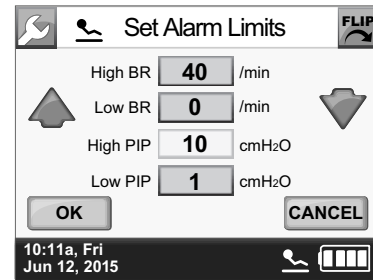 Set Alarm Limits
FLIP
High BR 40 /min
Low BR 0 /min
High PIP 10 cmH2O
Low PIP 1 cmH2O
OK CANCEL
10:11a, Fri
Jun 12, 2015